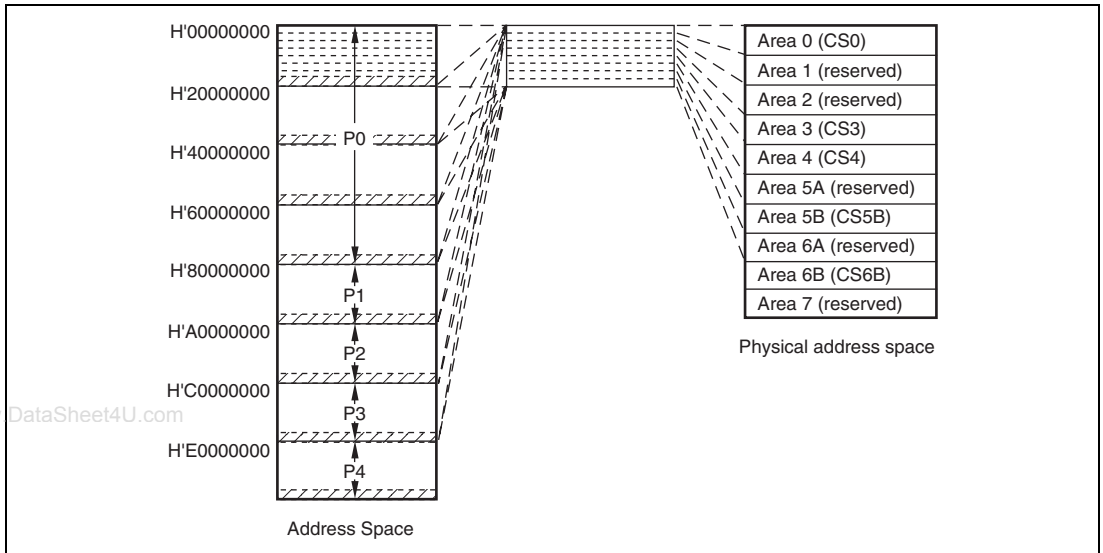 H'00000000
H'20000000
H'40000000
H'60000000
H'80000000
H'A0000000
H'C0000000
H'E0000000
P0
P1
P2
P3
P4
Address Space
Area 0 (CS0)
Area 1 (reserved)
Area 2 (reserved)
Area 3 (CS3)
Area 4 (CS4)
Area 5A (reserved)
Area 5B (CS5B)
Area 6A (reserved)
Area 6B (CS6B)
Area 7 (reserved)
Physical address space
.DataSheet4U.com